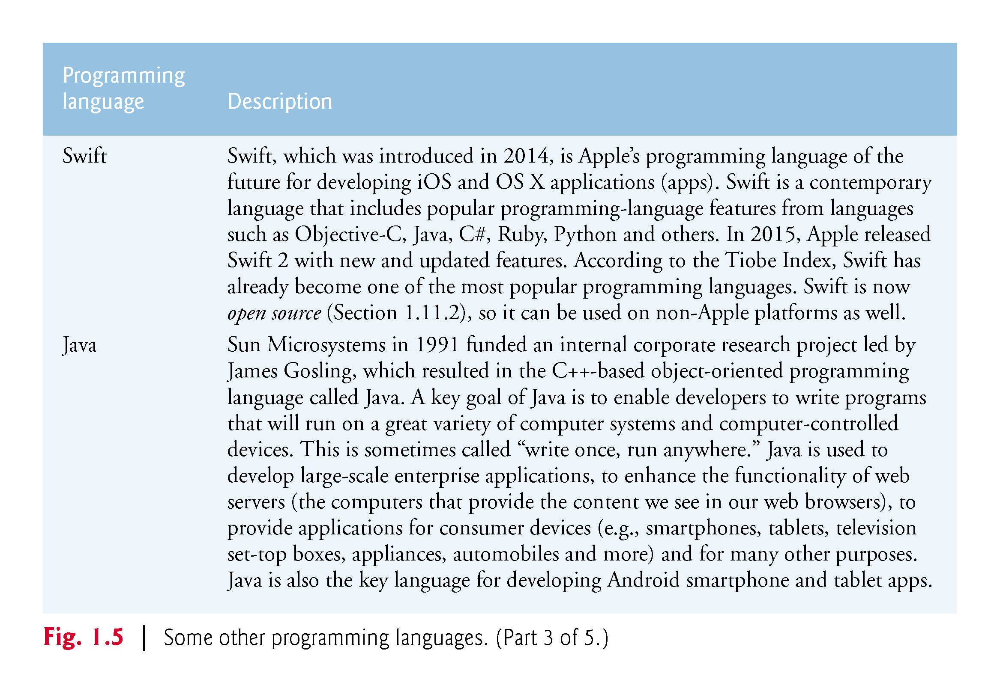 Programming
language
Description
Swift
Swift, which was introduced in 2014, is Apple’s programming language of the
future for developing iOS and OS X applications (apps). Swift is a contemporary
language that includes popular programming-language features from languages
such as Objective-C, Java, C#, Ruby, Python and others. In 2015, Apple released
Swift 2 with new and updated features. According to the Tiobe Index, Swift has
already become one of the most popular programming languages. Swift is now
open source (Section 1.11.2), so it can be used on non-Apple platforms as well.
Java
Sun Microsystems in 1991 funded an internal corporate research project led by
James Gosling, which resulted in the C++-based object-oriented programming
language called Java. A key goal of Java is to enable developers to write programs
that will run on a great variety of computer systems and computer-controlled
devices. This is sometimes called “write once, run anywhere.” Java is used to
develop large-scale enterprise applications, to enhance the functionality of web
servers (the computers that provide the content we see in our web browsers), to
provide applications for consumer devices (e.g., smartphones, tablets, television
set-top boxes, appliances, automobiles and more) and for many other purposes.
Java is also the key language for developing Android smartphone and tablet apps.
Fig. 1.5 | Some other programming languages. (Part 3 of 5.)